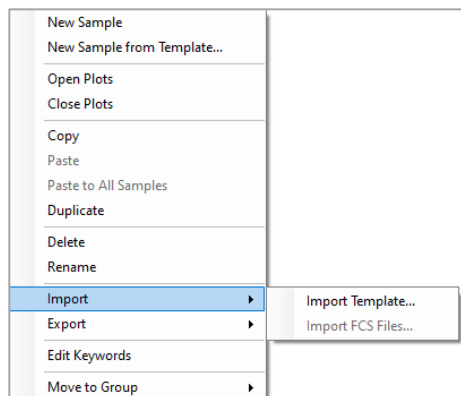 New Sample
New Sample from Template...
Open Plots
Close Plots
Copy
Paste
Paste to All Samples
Duplicate
Delete
Rename
Import
Import Template...
Export
Import FCS Files...
Edit Keywords
Move to Group